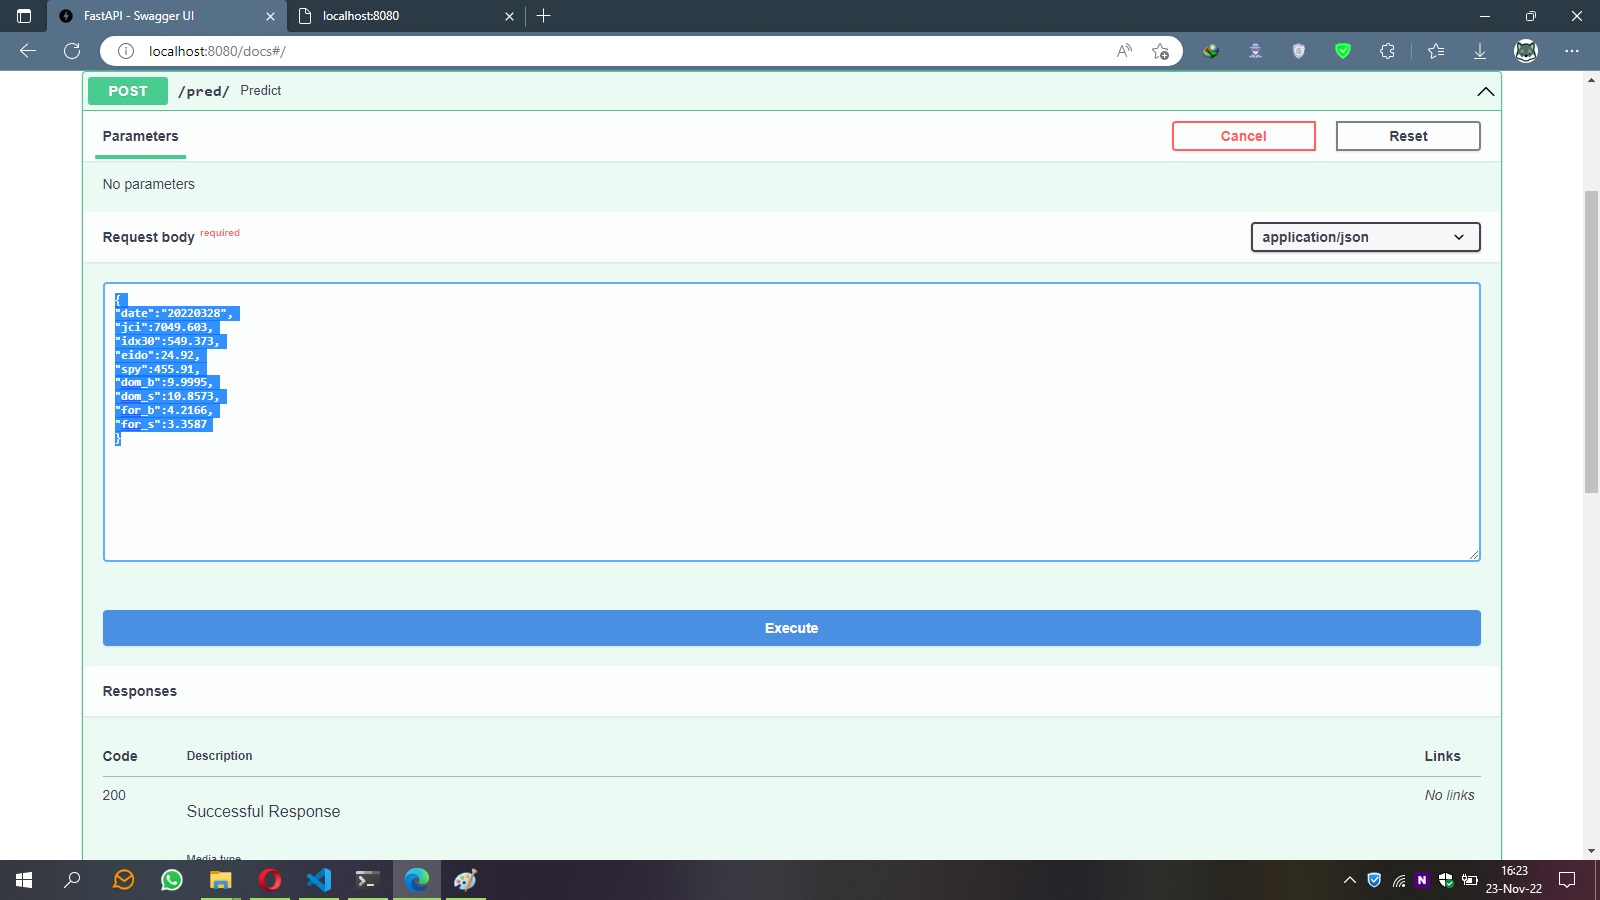 FastAPI - Swagger UI
localhost:8080
localhost:8080/docs#/
POST /pred/ Predict
Parameters
Cancel
Reset
No parameters
Request body required
application/json
{
"date":"20220328",
"jci":7049.603,
"idx30":549.373,
"eido":24.92,
"spy":455.91,
"dom_b":9.9995,
"dom_s":10.8573,
"for_b":4.2166,
"for_s":3.3587
}
Execute
Responses
Code Description Links
200 Successful Response No links
Media type
16:23
23-Nov-22